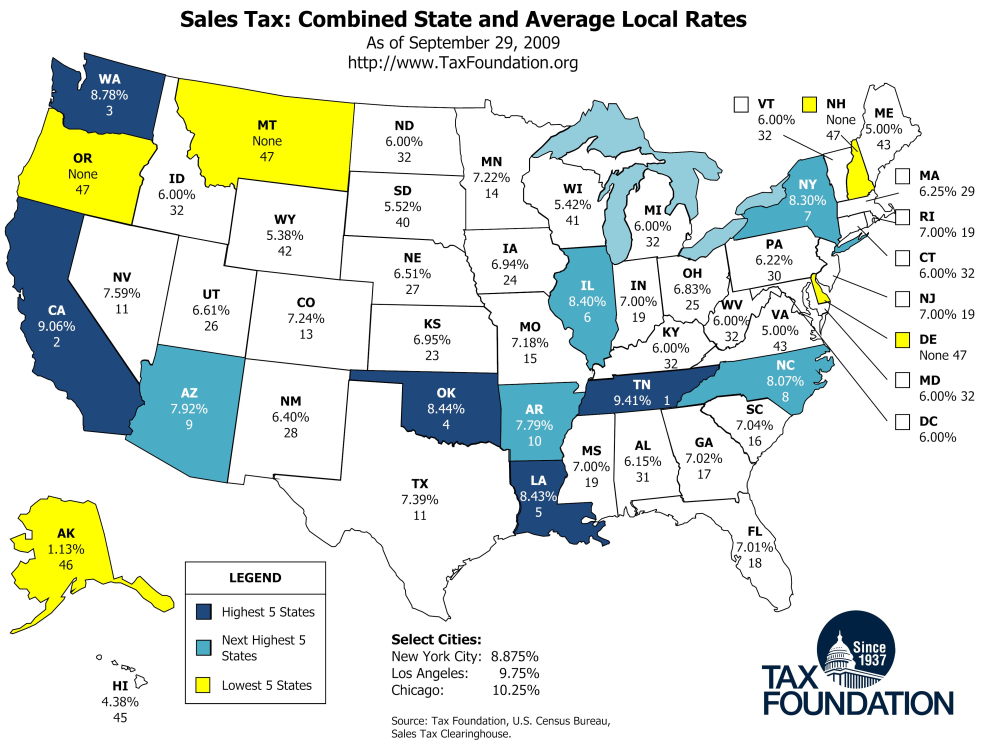 Sales Tax: Combined State and Average Local Rates
As of September 29, 2009
http://www.TaxFoundation.org
WA
8.78%
3
OR
None
47
CA
9.06%
2
ID
6.00%
32
NV
7.59%
11
MT
None
47
WY
5.38%
42
UT
6.61%
26
AZ
7.92%
9
CO
7.24%
13
NM
6.40%
28
ND
6.00%
32
SD
5.52%
40
NE
6.51%
27
KS
6.95%
23
OK
8.44%
4
TX
7.39%
11
MN
7.22%
14
IA
6.94%
24
MO
7.18%
15
AR
7.79%
10
LA
8.43%
5
WI
5.42%
41
IL
8.40%
6
MI
6.00%
32
IN
7.00%
19
OH
6.83%
25
KY
6.00%
32
TN
9.41% 1
MS
7.00%
19
AL
6.15%
31
GA
7.02%
17
FL
7.01%
18
SC
7.04%
16
NC
8.07%
8
VA
5.00%
43
WV
6.00%
32
PA
6.22%
30
NY
8.30%
7
VT
6.00%
32
NH
None
47
ME
5.00%
43
MA
6.25% 29
RI
7.00% 19
CT
6.00% 32
NJ
7.00% 19
DE
None 47
MD
6.00% 32
DC
6.00%
AK
1.13%
46
HI
4.38%
45
LEGEND
Highest 5 States
Next Highest 5
States
Lowest 5 States
Select Cities:
New York City: 8.875%
Los Angeles: 9.75%
Chicago: 10.25%
Source: Tax Foundation, U.S. Census Bureau,
Sales Tax Clearinghouse.
Since
1937
TAX
FOUNDATION